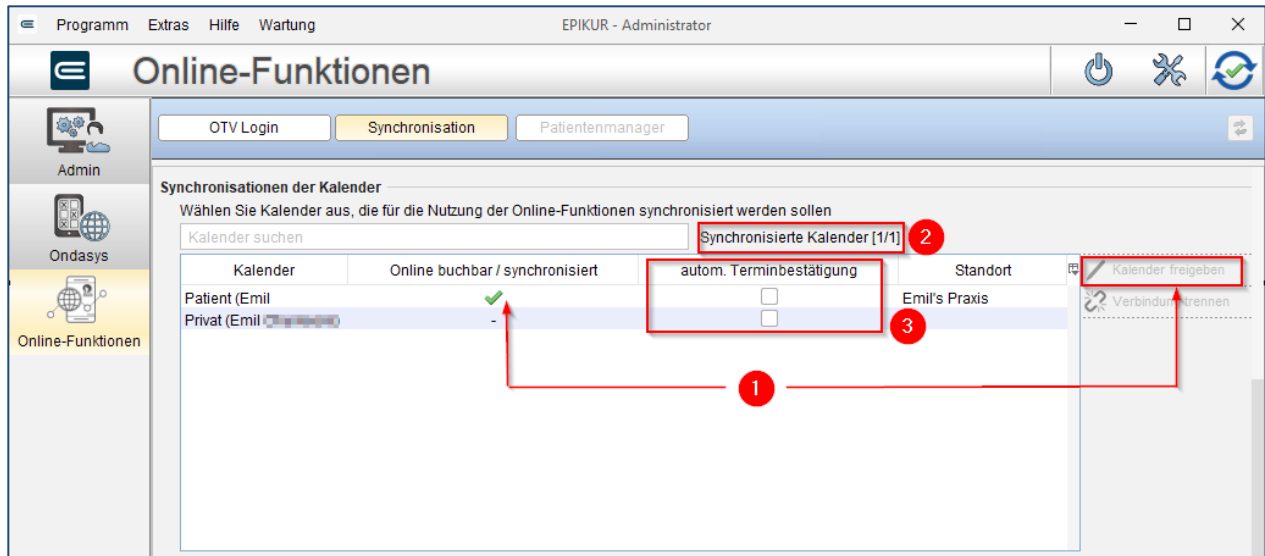 Programm Extras Hilfe Wartung EPIKUR - Administrator
Online-Funktionen
OTV Login Synchronisation Patientenmanager
Admin
Synchronisationen der Kalender
Wählen Sie Kalender aus, die für die Nutzung der Online-Funktionen synchronisiert werden sollen
Kalender suchen Synchronisierte Kalender [1/1] 2
Ondasys
Kalender Online buchbar / synchronisiert autom. Terminbestätigung Standort Kalender freigeben
Patient (Emil Emil's Praxis
Verbindung trennen
Privat (Emil -
3
Online-Funktionen
1